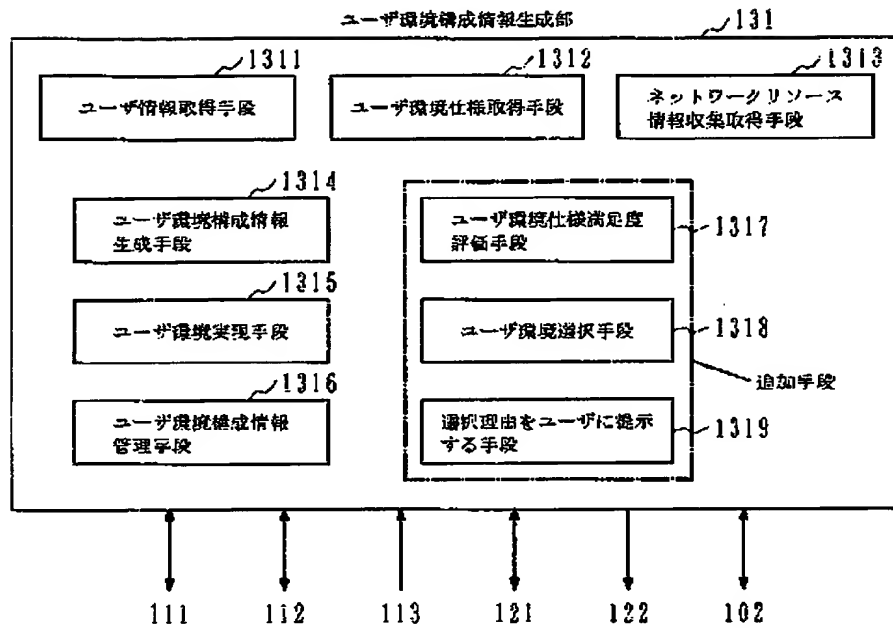 ユーザ環境構成情報生成部
131
1311
1312
1313
ユーザ情報取得手段
ユーザ環境仕様取得手段
ネットワークリソース
情報収集取得手段
1314
ユーザ環境構成情報
生成手段
ユーザ環境仕様満足度
評価手段
1317
1315
ユーザ環境実現手段
ユーザ環境選択手段
1318
追加手段
1316
ユーザ環境構成情報
管理手段
選択理由をユーザに提示
する手段
1319
111
112
113
121
122
102